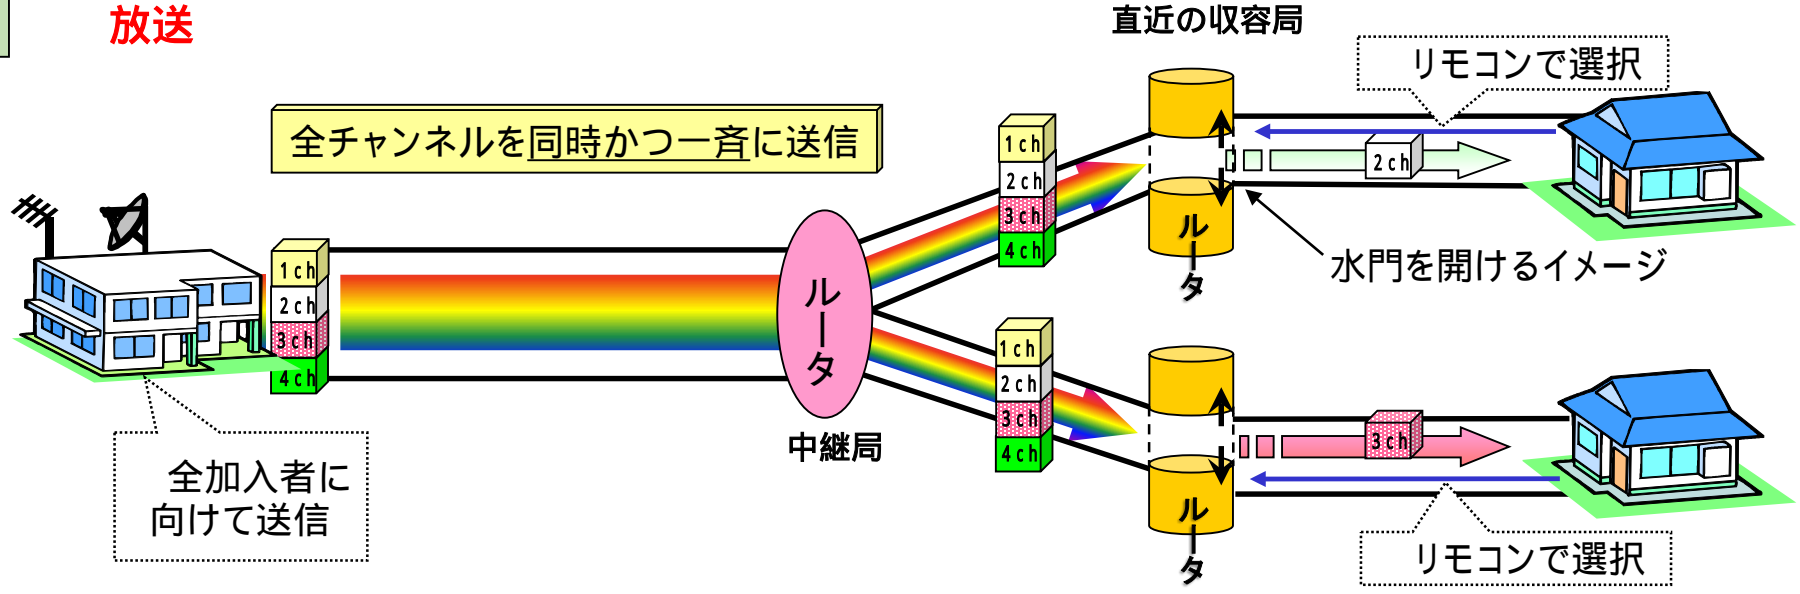 放送
直近の収容局
リモコンで選択
全チャンネルを同時かつ一斉に送信
1ch
2ch
3ch
4ch
1ch
2ch
3ch
4ch
2ch
ルータ
水門を開けるイメージ
ルータ
1ch
2ch
3ch
4ch
中継局
3ch
全加入者に
向けて送信
ルータ
リモコンで選択